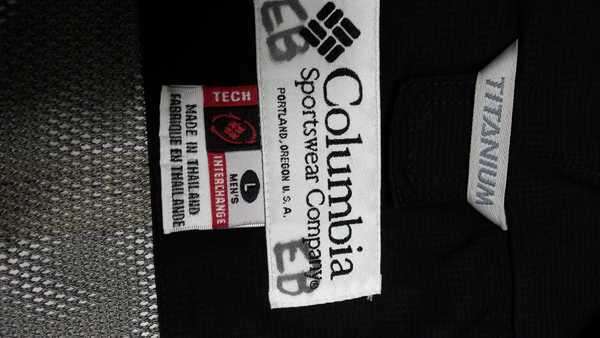 EB
EB
Columbia
Sportswear Company®
PORTLAND, OREGON U.S.A.
TITANIUM
TECH
INTERCHANGE
MEN'S
L
MADE IN THAILAND
FABRIQUE EN THAILANDE